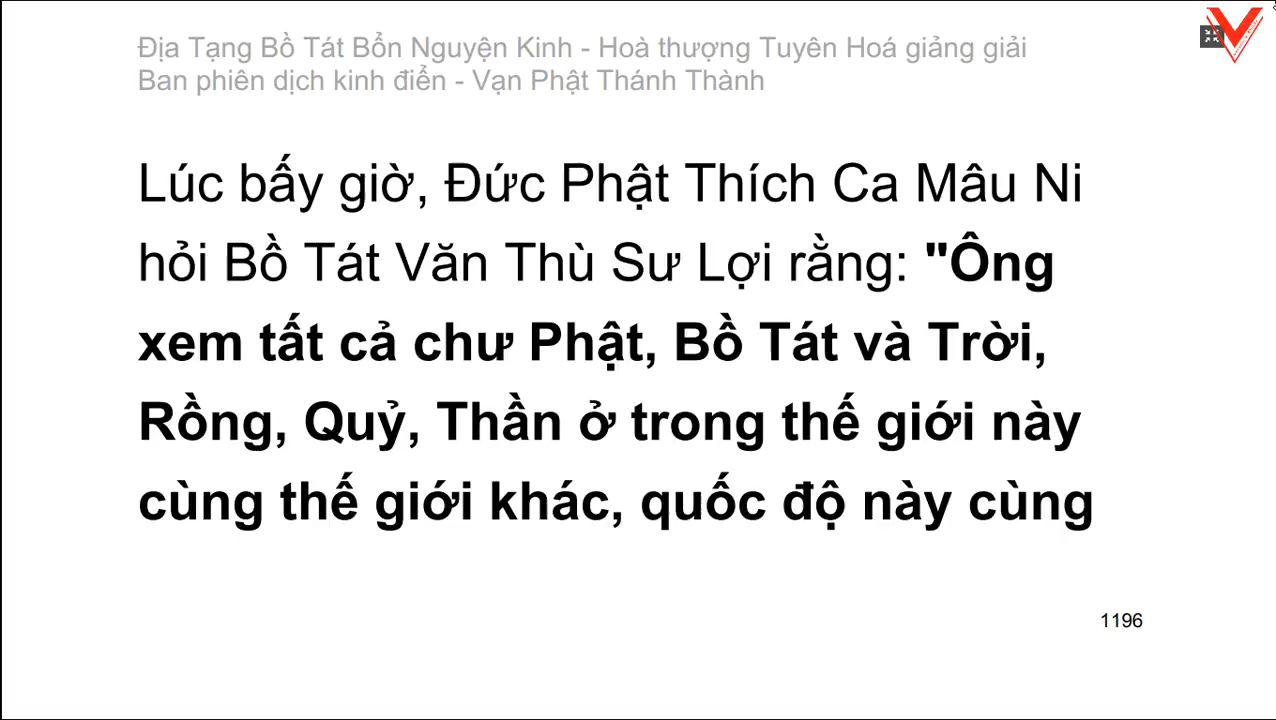 Địa Tạng Bồ Tát Bổn Nguyện Kinh - Hoà thượng Tuyên Hoá giảng giải
Ban phiên dịch kinh điển - Vạn Phật Thánh Thành
Lúc bấy giờ, Đức Phật Thích Ca Mâu Ni
hỏi Bồ Tát Văn Thù Sư Lợi rằng: "Ông
xem tất cả chư Phật, Bồ Tát và Trời,
Rồng, Quỷ, Thần ở trong thế giới này
cùng thế giới khác, quốc độ này cùng
1196